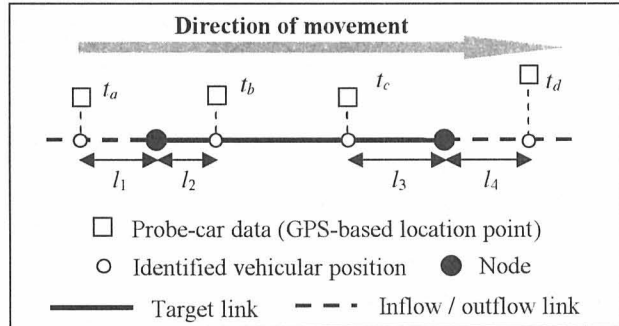 Direction of movement
t_a t_b t_c t_d
l_1 l_2 l_3 l_4
Probe-car data (GPS-based location point)
Identified vehicular position Node
Target link Inflow / outflow link